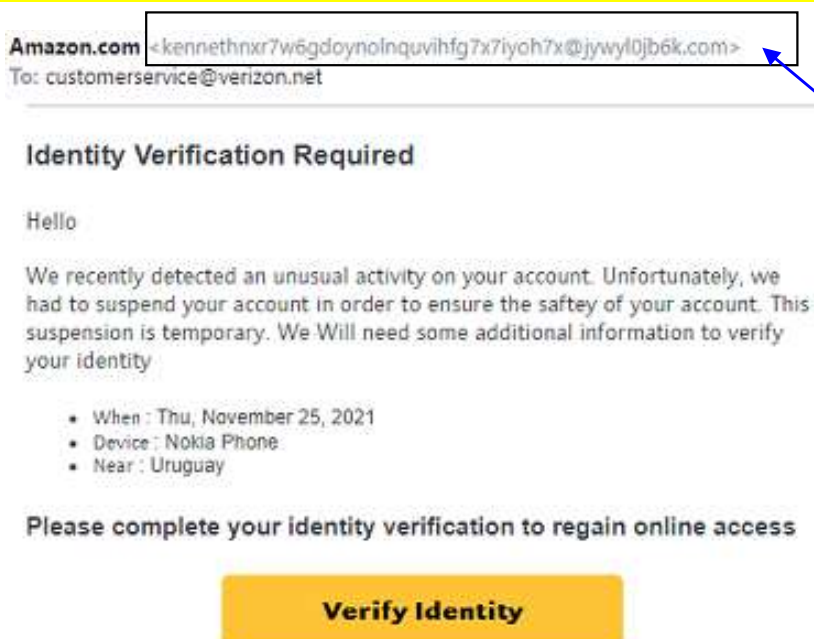 Amazon.com <kennethnxr7w6gdoynolnquvihfg7x7iyoh7x@jywyl0jb6k.com>
To: customerservice@verizon.net
Identity Verification Required
Hello
We recently detected an unusual activity on your account. Unfortunately, we
had to suspend your account in order to ensure the saftey of your account. This
suspension is temporary. We Will need some additional information to verify
your identity
• When : Thu, November 25, 2021
• Device : Nokia Phone
• Near : Uruguay
Please complete your identity verification to regain online access
Verify Identity